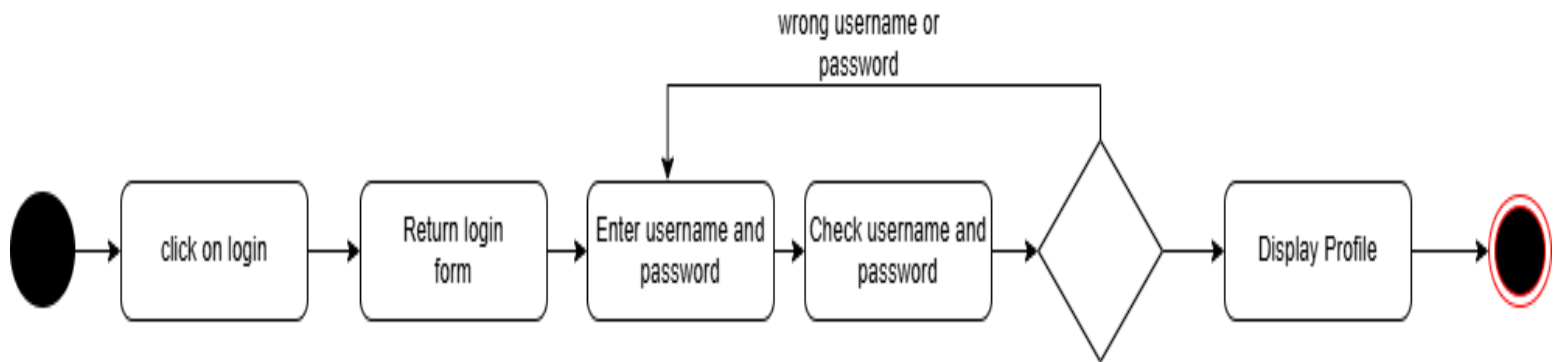 wrong username or
password
click on login
Return login
form
Enter username and
password
Check username and
password
Display Profile